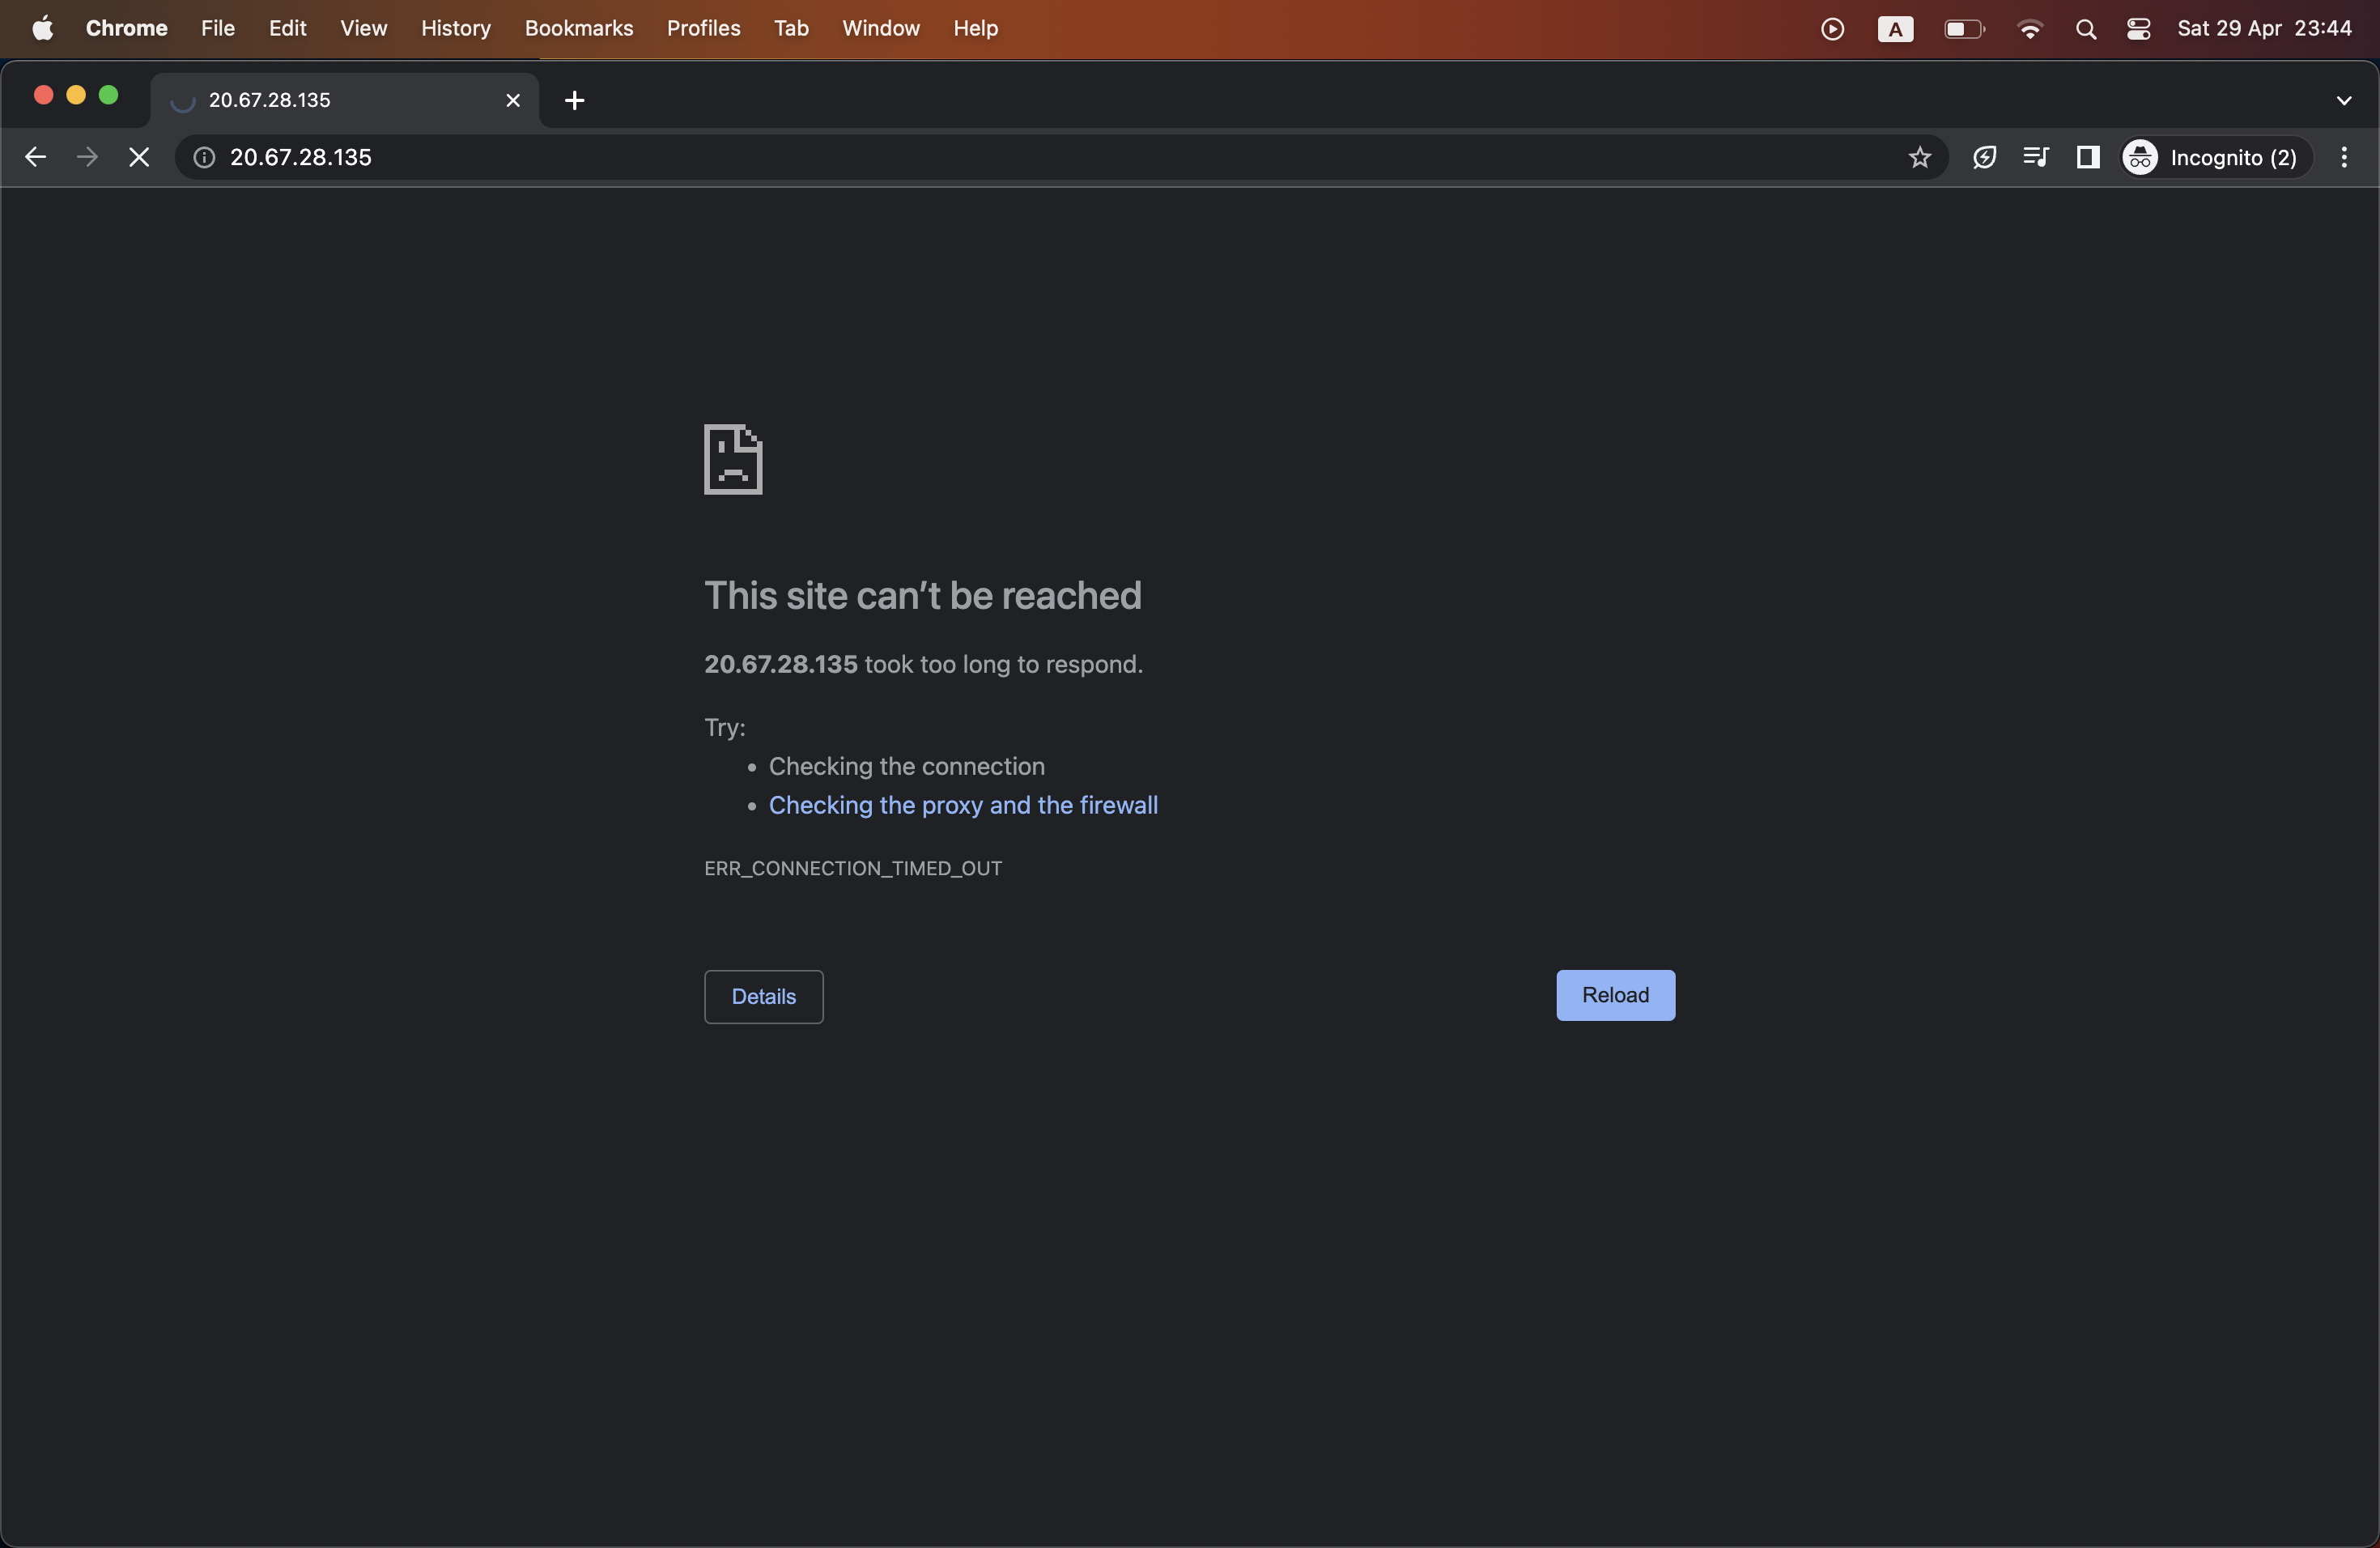 Chrome File Edit View History Bookmarks Profiles Tab Window Help A Sat 29 Apr 23:44
20.67.28.135
20.67.28.135 Incognito (2)
This site can't be reached
20.67.28.135 took too long to respond.
Try:
• Checking the connection
• Checking the proxy and the firewall
ERR_CONNECTION_TIMED_OUT
Details Reload